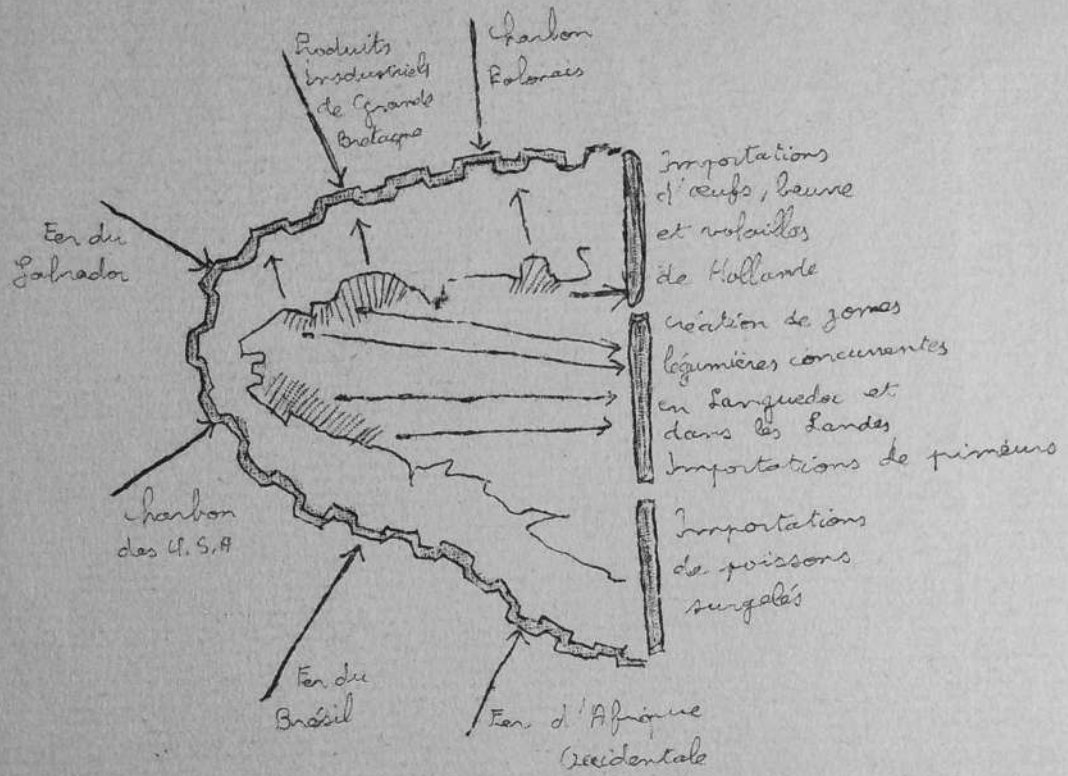 Produits
Insdustriels
de Grande
Bretagne
Charbon
Polonais
Fer du
Labrador
Charbon
des U.S.A
Fer du
Brésil
Fer d'Afrique
Occidentale
Importations
d'œufs, beurre
et volailles
de Hollande
création de zones
légumières concurrentes
en Languedoc et
dans les Landes
Importations de primeurs
Importations
de poissons
surgelés